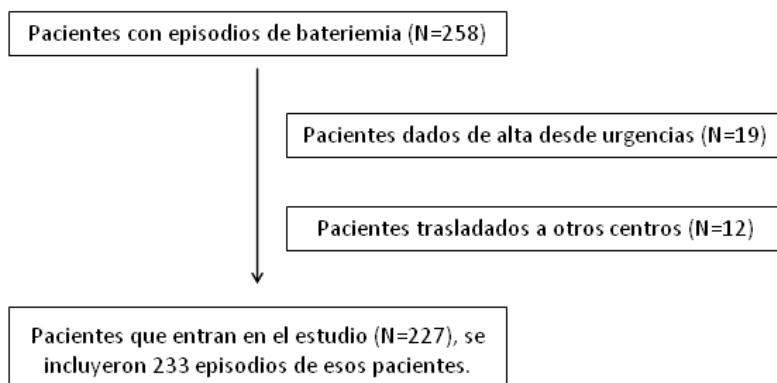 Pacientes con episodios de bateriemia (N=258)
Pacientes dados de alta desde urgencias (N=19)
Pacientes trasladados a otros centros (N=12)
Pacientes que entran en el estudio (N=227), se
incluyeron 233 episodios de esos pacientes.